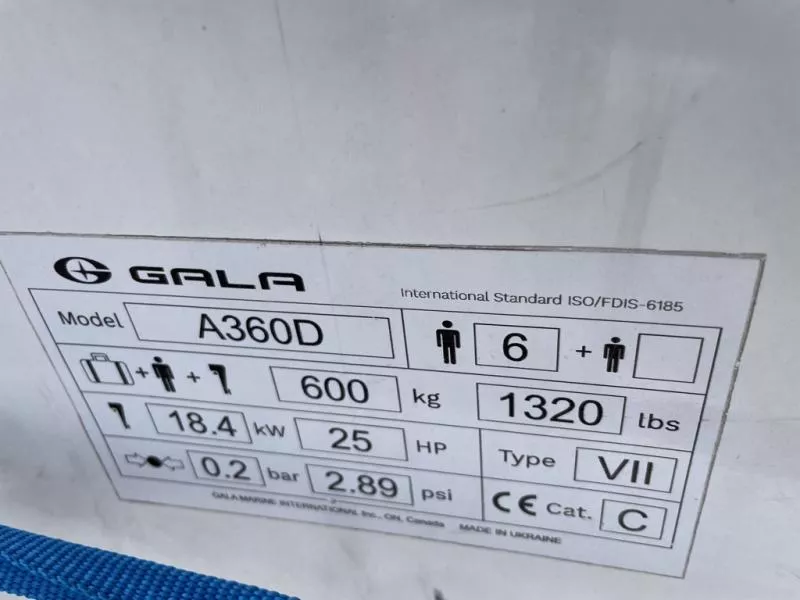 GALA
International Standard ISO/FDIS-6185
Model A360D 6 +
+ + 600 kg 1320 lbs
18.4 kW 25 HP Type VII
0.2 bar 2.89 psi CE Cat. C
GALA MARINE INTERNATIONAL Inc., ON, Canada MADE IN UKRAINE